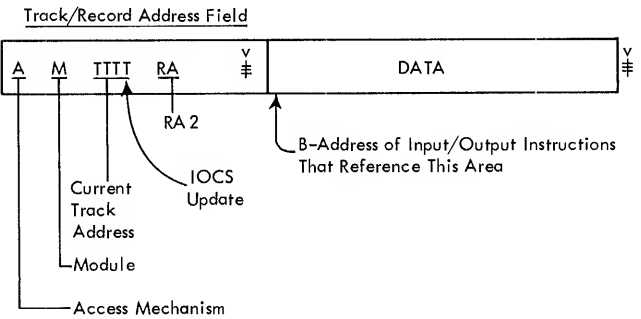 Track/Record Address Field
A M TTTT RA v ⧧ DATA v ⧧
RA 2
B-Address of Input/Output Instructions
That Reference This Area
IOCS
Update
Current
Track
Address
Module
Access Mechanism